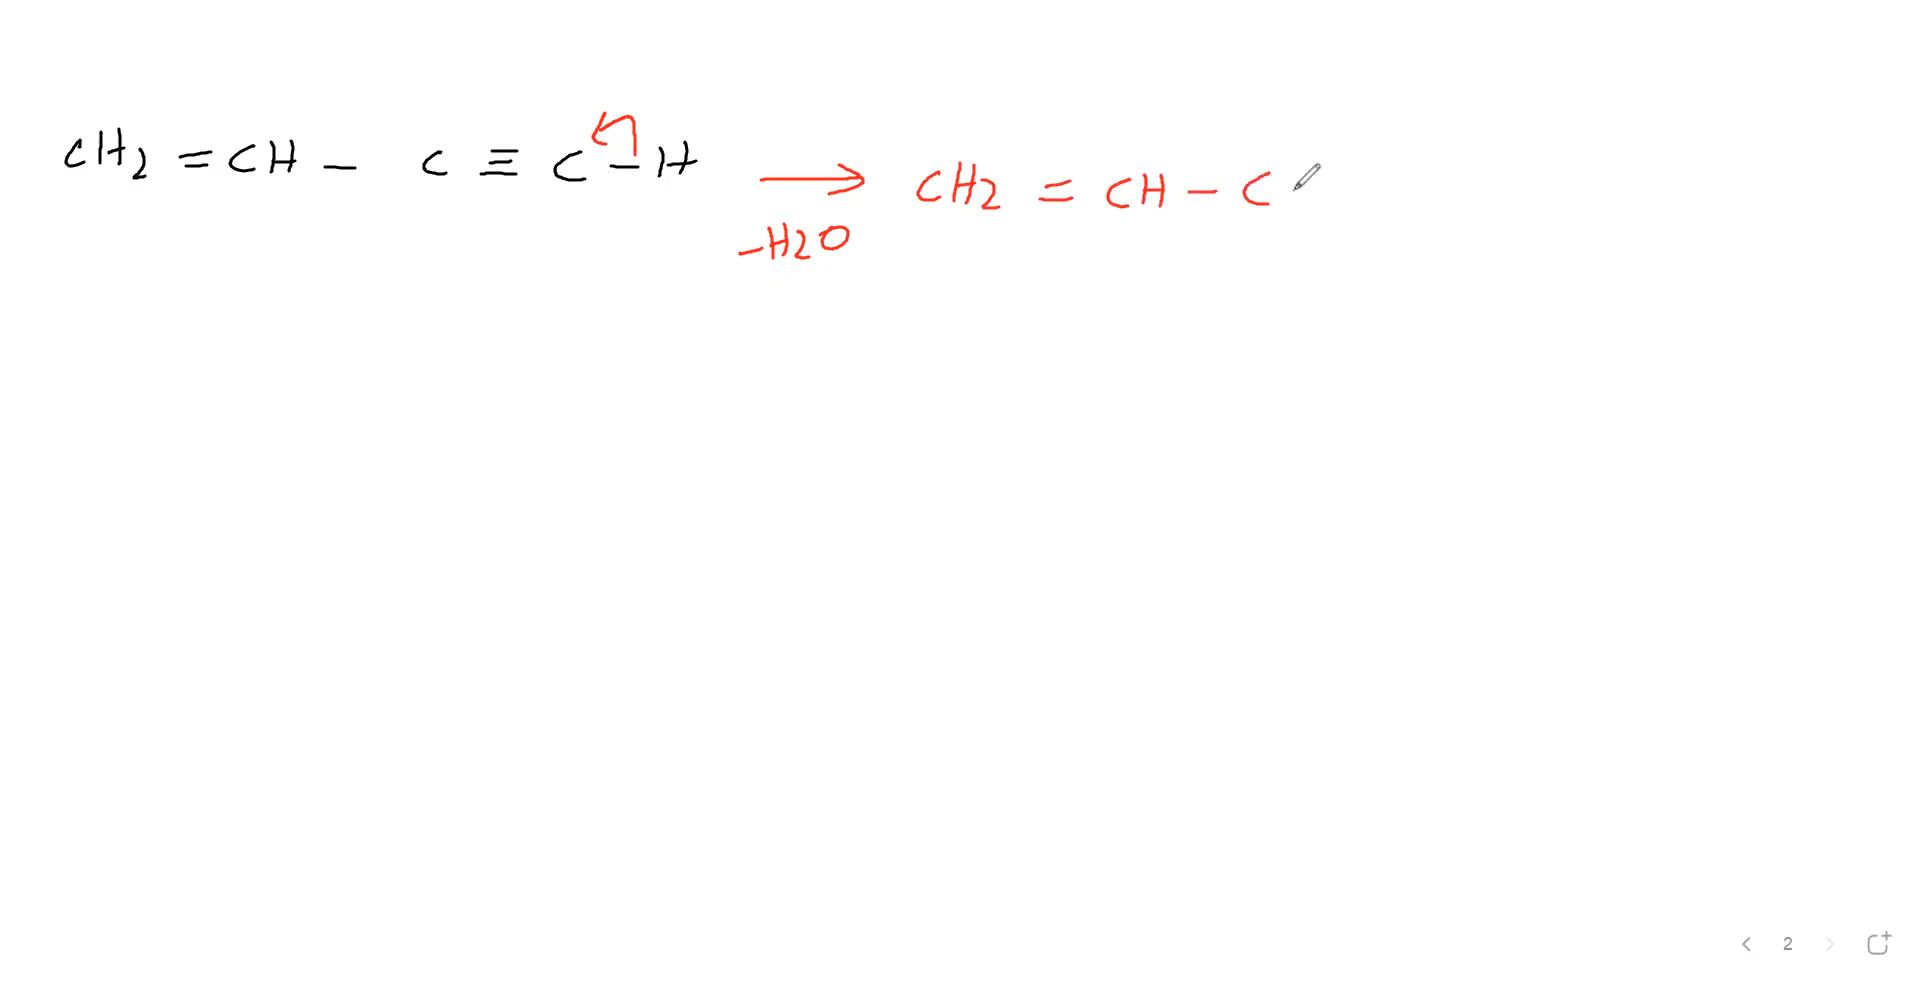 CH2 = CH - C ≡ C - H
CH2 = CH - C
-H2O
2